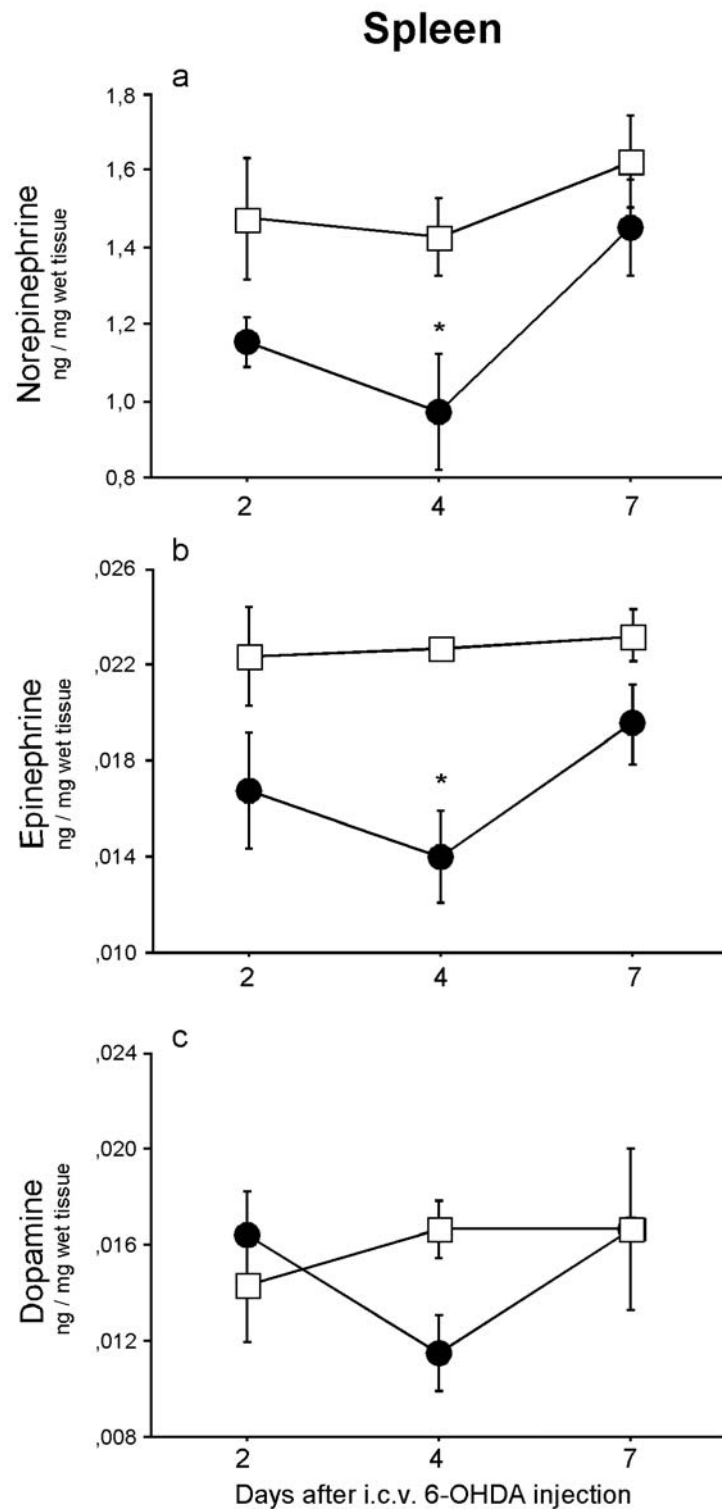 Spleen
a
Norepinephrine
ng / mg wet tissue
1,8
1,6
1,4
1,2
1,0
0,8
*
2 4 7
b
Epinephrine
ng / mg wet tissue
,026
,022
,018
,014
,010
*
2 4 7
c
Dopamine
ng / mg wet tissue
,024
,020
,016
,012
,008
2 4 7
Days after i.c.v. 6-OHDA injection